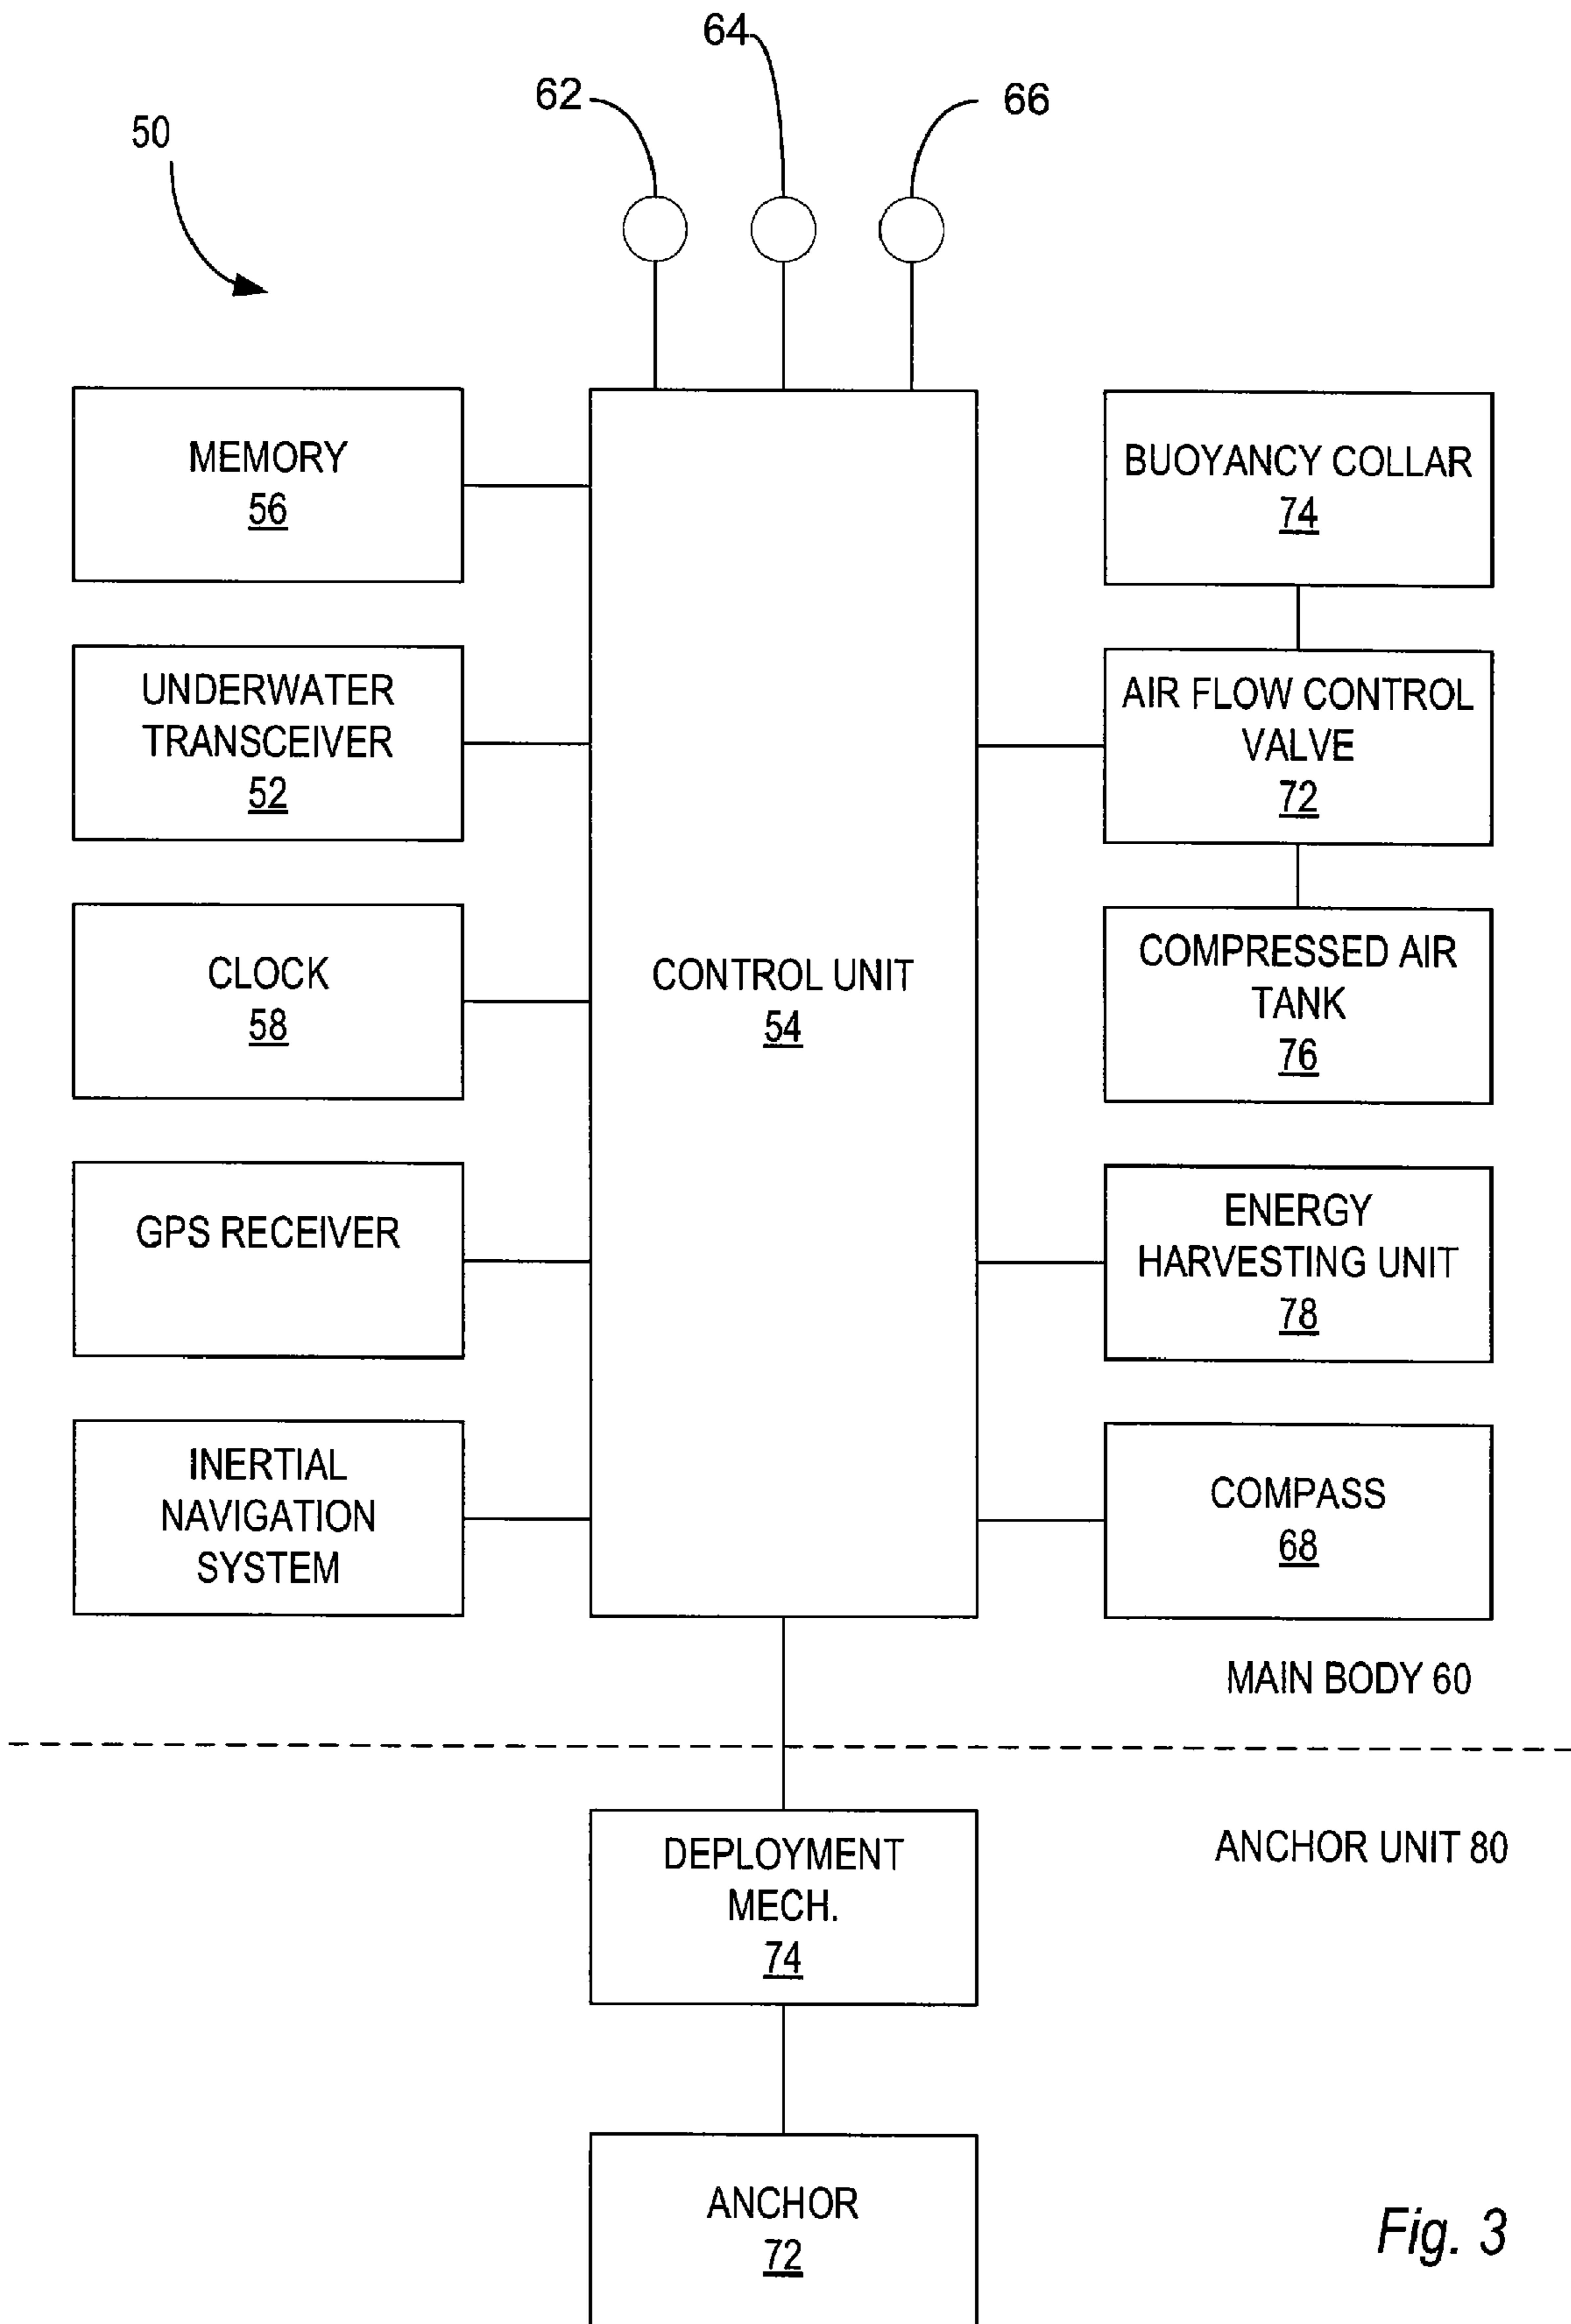 64
62
66
50
MEMORY
56
BUOYANCY COLLAR
74
UNDERWATER
TRANSCEIVER
52
AIR FLOW CONTROL
VALVE
72
CLOCK
58
CONTROL UNIT
54
COMPRESSED AIR
TANK
76
GPS RECEIVER
ENERGY
HARVESTING UNIT
78
INERTIAL
NAVIGATION
SYSTEM
COMPASS
68
MAIN BODY 60
DEPLOYMENT
MECH.
74
ANCHOR UNIT 80
ANCHOR
72
Fig. 3